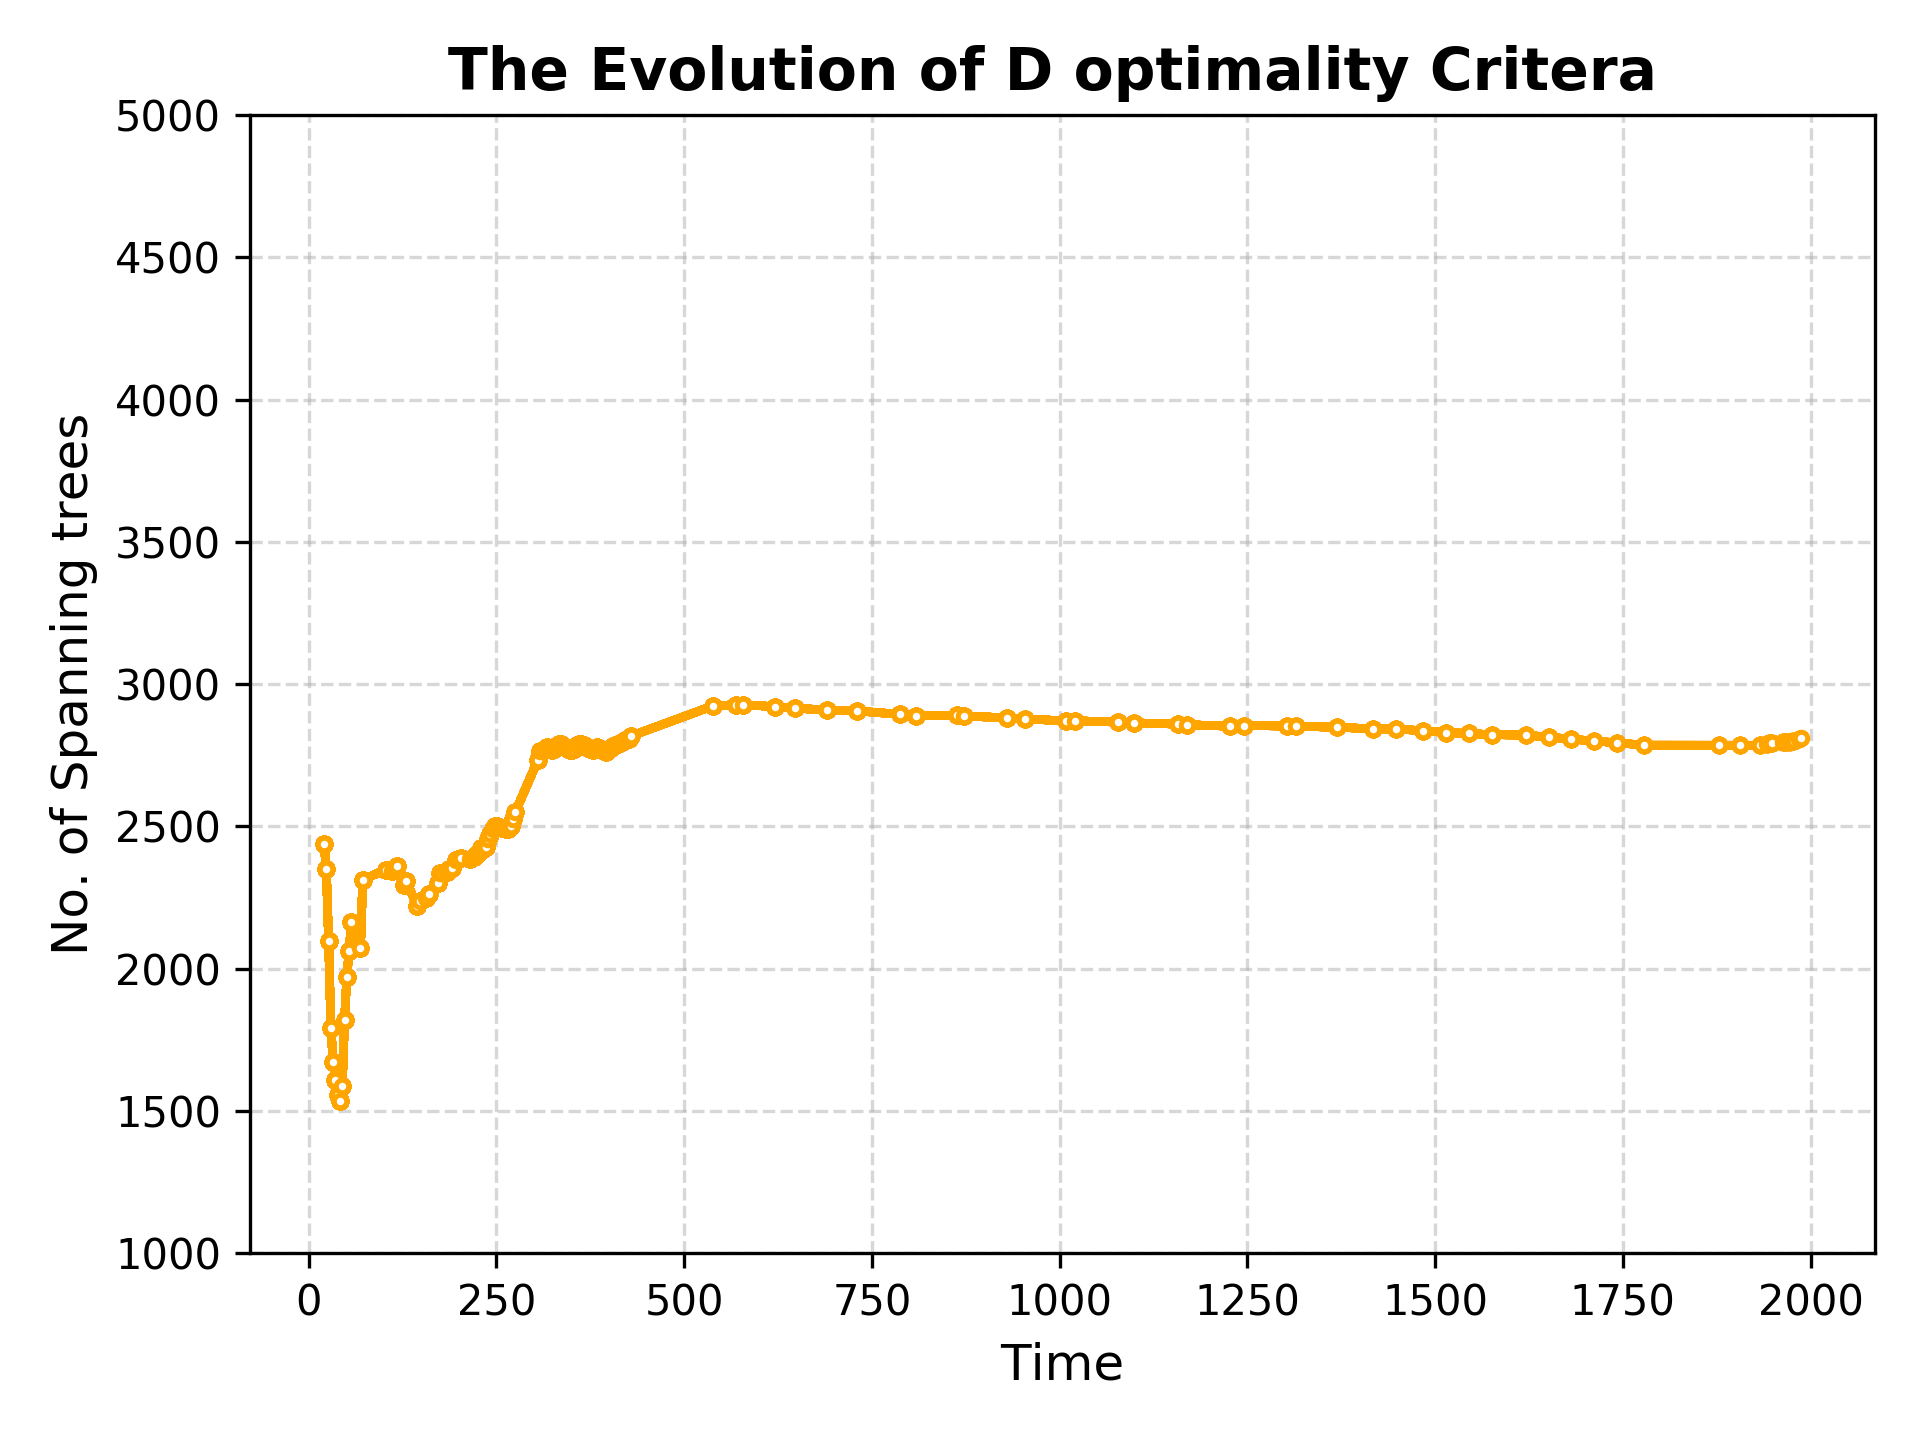 The Evolution of D optimality Critera
5000
4500
4000
3500
3000
2500
2000
1500
1000
No. of Spanning trees
0 250 500 750 1000 1250 1500 1750 2000
Time